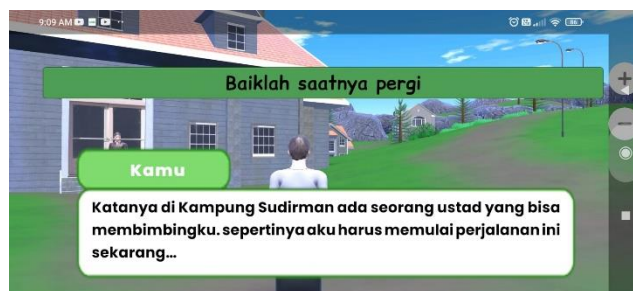 9:09 AM
86
Baiklah saatnya pergi
Kamu
Katanya di Kampung Sudirman ada seorang ustad yang bisa
membimbingku. sepertinya aku harus memulai perjalanan ini
sekarang...